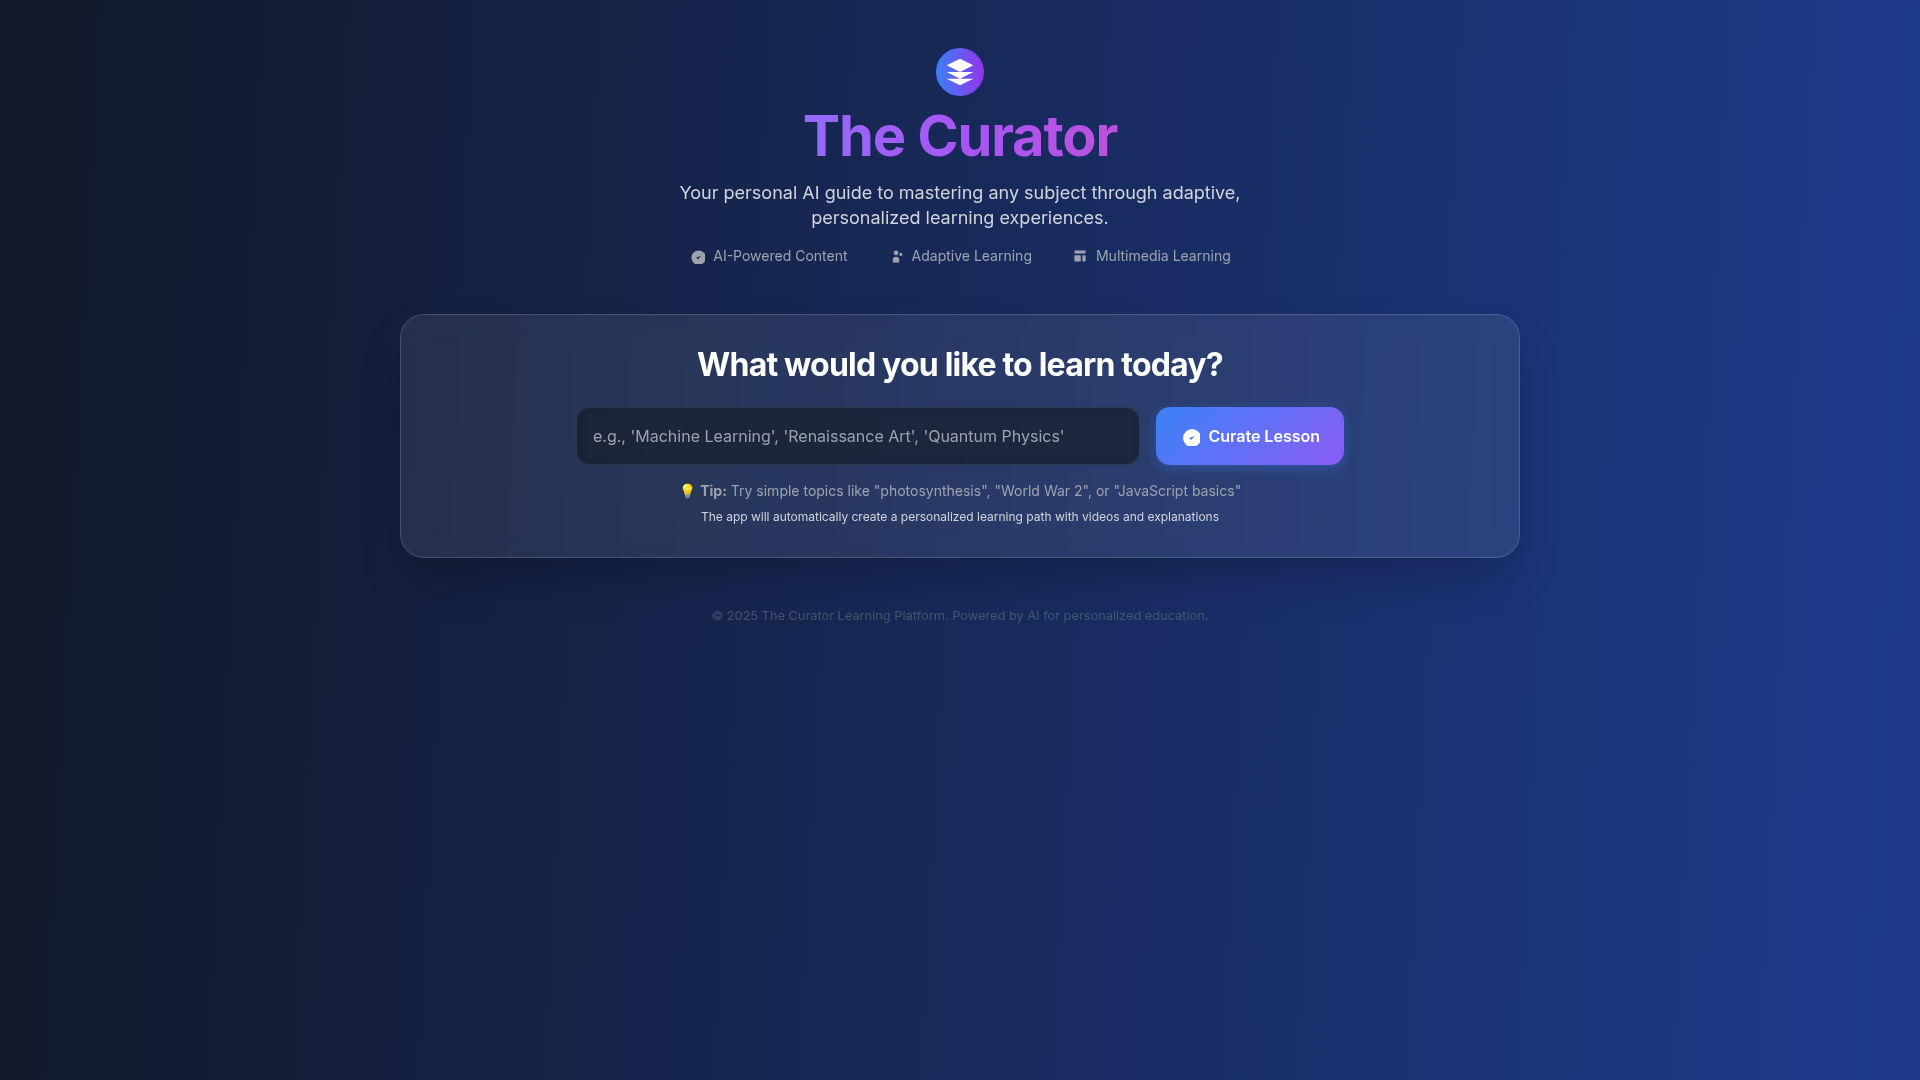 The Curator
Your personal AI guide to mastering any subject through adaptive,
personalized learning experiences.
AI-Powered Content
Adaptive Learning
Multimedia Learning
What would you like to learn today?
e.g., 'Machine Learning', 'Renaissance Art', 'Quantum Physics'
Curate Lesson
💡 Tip: Try simple topics like "photosynthesis", "World War 2", or "JavaScript basics"
The app will automatically create a personalized learning path with videos and explanations
© 2025 The Curator Learning Platform. Powered by AI for personalized education.